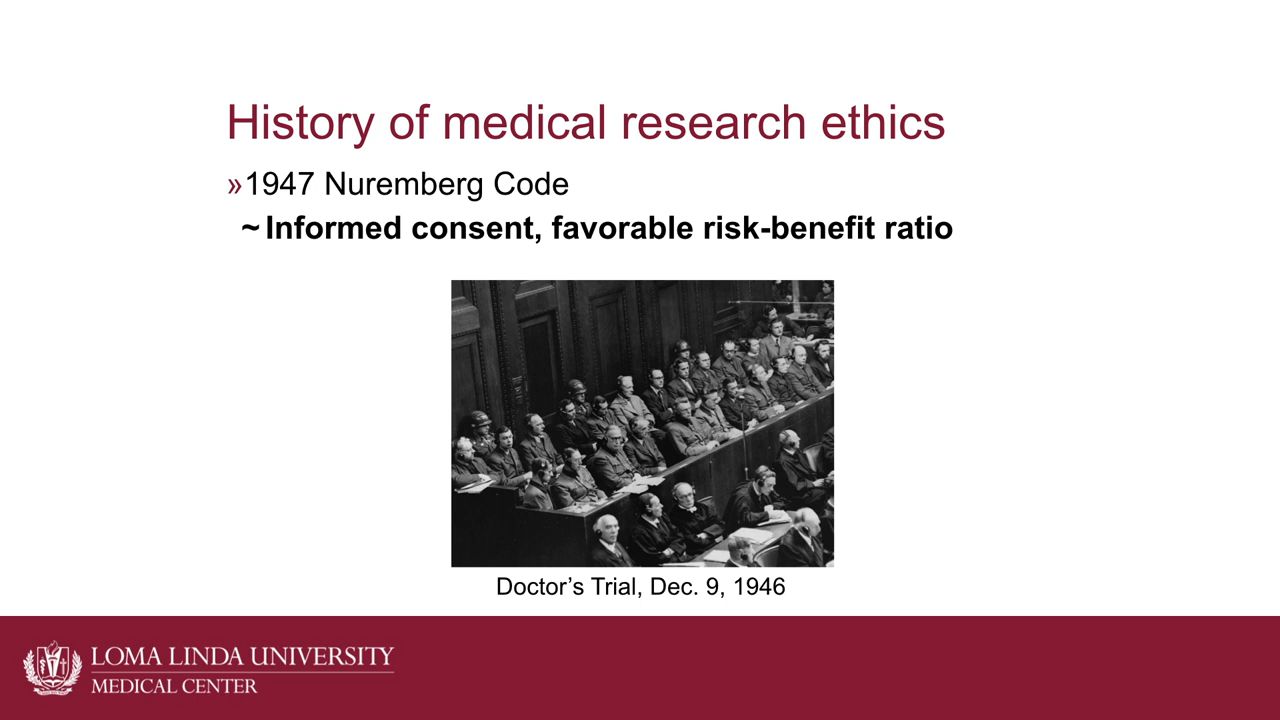 History of medical research ethics
»1947 Nuremberg Code
~ Informed consent, favorable risk-benefit ratio
Doctor’s Trial, Dec. 9, 1946
LOMA LINDA UNIVERSITY
MEDICAL CENTER